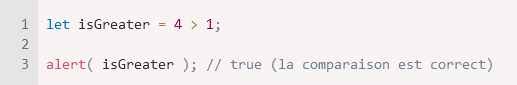 1 let isGreater = 4 > 1;
2
3 alert( isGreater ); // true (la comparaison est correct)